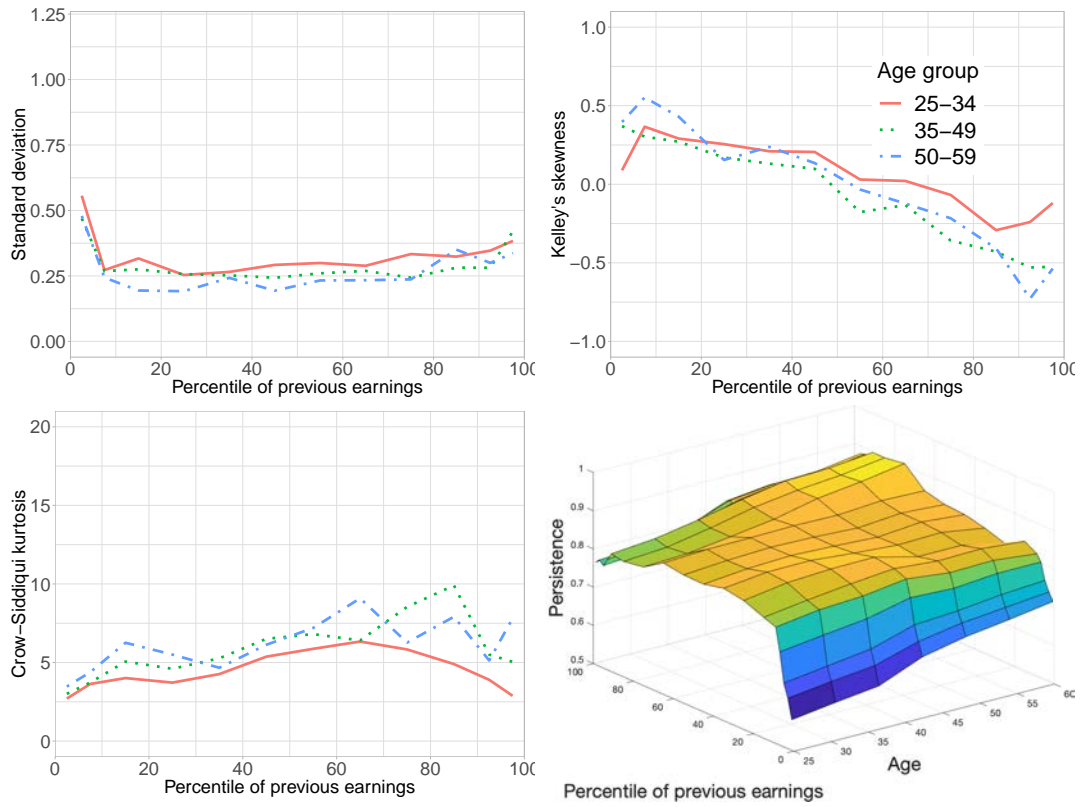 1.25
1.00
0.75
0.50
0.25
0.00
Standard deviation
0 20 40 60 80 100
Percentile of previous earnings
1.0
0.5
0.0
−0.5
−1.0
Kelley's skewness
Age group
25−34
35−49
50−59
0 20 40 60 80 100
Percentile of previous earnings
20
15
10
5
0
Crow−Siddiqui kurtosis
0 20 40 60 80 100
Percentile of previous earnings
1
0.9
0.8
0.7
0.6
0.5
Persistence
100 80 60 40 20 0
25 30 35 40 45 50 55 60
Age
Percentile of previous earnings